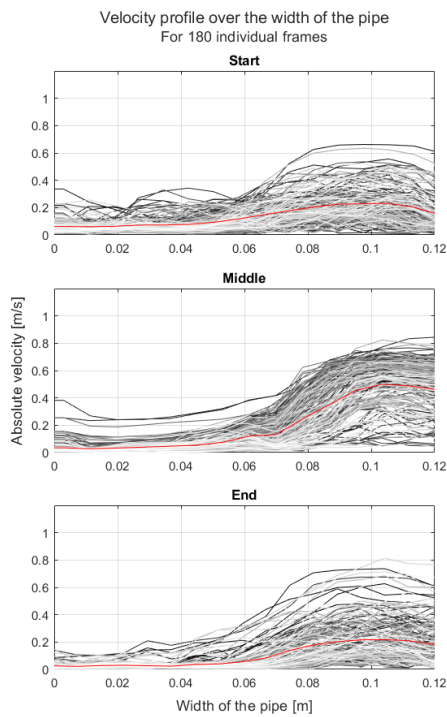 Velocity profile over the width of the pipe
For 180 individual frames
Start
1
0.8
0.6
0.4
0.2
0
0 0.02 0.04 0.06 0.08 0.1 0.12
Middle
1
0.8
0.6
0.4
0.2
0
0 0.02 0.04 0.06 0.08 0.1 0.12
Absolute velocity [m/s]
End
1
0.8
0.6
0.4
0.2
0
0 0.02 0.04 0.06 0.08 0.1 0.12
Width of the pipe [m]